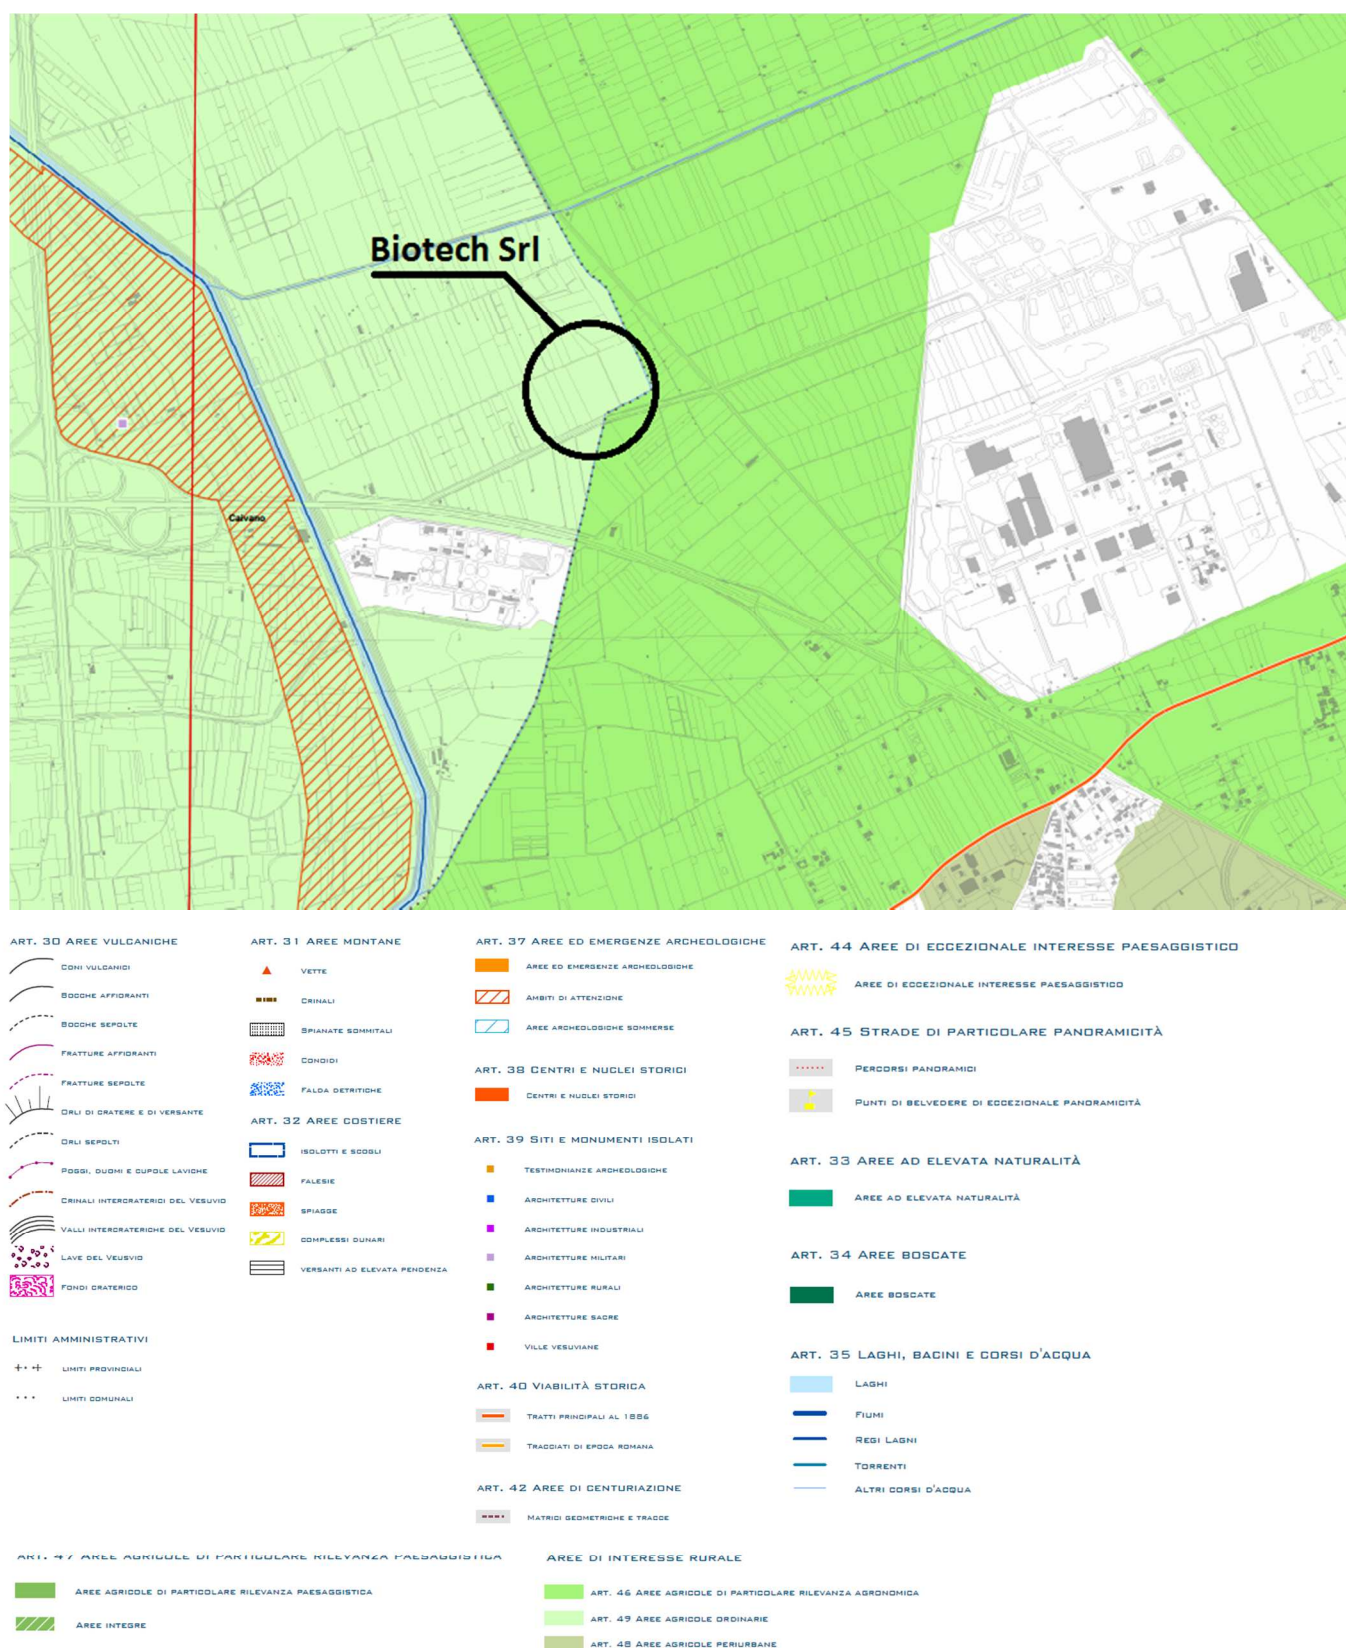 Biotech Srl
Caivano
ART. 30 AREE VULCANICHE
CONI VULCANICI
BOCCHE AFFIORANTI
BOCCHE SEPOLTE
FRATTURE AFFIORANTI
FRATTURE SEPOLTE
ORLI DI CRATERE E DI VERSANTE
ORLI SEPOLTI
POGGI, DUOMI E CUPOLE LAVICHE
CRINALI INTERCRATERICI DEL VESUVIO
VALLI INTERCRATERICHE DEL VESUVIO
LAVE DEL VEUSVIO
FONDI CRATERICO
LIMITI AMMINISTRATIVI
LIMITI PROVINCIALI
LIMITI COMUNALI
ART. 31 AREE MONTANE
VETTE
CRINALI
SPIANATE SOMMITALI
CONOIDI
FALDA DETRITICHE
ART. 32 AREE COSTIERE
ISOLOTTI E SCOGLI
FALESIE
SPIAGGE
COMPLESSI DUNARI
VERSANTI AD ELEVATA PENDENZA
ART. 37 AREE ED EMERGENZE ARCHEOLOGICHE
AREE ED EMERGENZE ARCHEOLOGICHE
AMBITI DI ATTENZIONE
AREE ARCHEOLOGICHE SOMMERSE
ART. 38 CENTRI E NUCLEI STORICI
CENTRI E NUCLEI STORICI
ART. 39 SITI E MONUMENTI ISOLATI
TESTIMONIANZE ARCHEOLOGICHE
ARCHITETTURE CIVILI
ARCHITETTURE INDUSTRIALI
ARCHITETTURE MILITARI
ARCHITETTURE RURALI
ARCHITETTURE SACRE
VILLE VESUVIANE
ART. 40 VIABILITÀ STORICA
TRATTI PRINCIPALI AL 1886
TRACCIATI DI EPOCA ROMANA
ART. 42 AREE DI CENTURIAZIONE
MATRICI GEOMETRICHE E TRACCE
ART. 44 AREE DI ECCEZIONALE INTERESSE PAESAGGISTICO
AREE DI ECCEZIONALE INTERESSE PAESAGGISTICO
ART. 45 STRADE DI PARTICOLARE PANORAMICITÀ
PERCORSI PANORAMICI
PUNTI DI BELVEDERE DI ECCEZIONALE PANORAMICITÀ
ART. 33 AREE AD ELEVATA NATURALITÀ
AREE AD ELEVATA NATURALITÀ
ART. 34 AREE BOSCATE
AREE BOSCATE
ART. 35 LAGHI, BACINI E CORSI D'ACQUA
LAGHI
FIUMI
REGI LAGNI
TORRENTI
ALTRI CORSI D'ACQUA
ART. 47 AREE AGRICOLE DI PARTICOLARE RILEVANZA PAESAGGISTICA
AREE AGRICOLE DI PARTICOLARE RILEVANZA PAESAGGISTICA
AREE INTEGRE
AREE DI INTERESSE RURALE
ART. 46 AREE AGRICOLE DI PARTICOLARE RILEVANZA AGRONOMICA
ART. 49 AREE AGRICOLE ORDINARIE
ART. 48 AREE AGRICOLE PERIURBANE